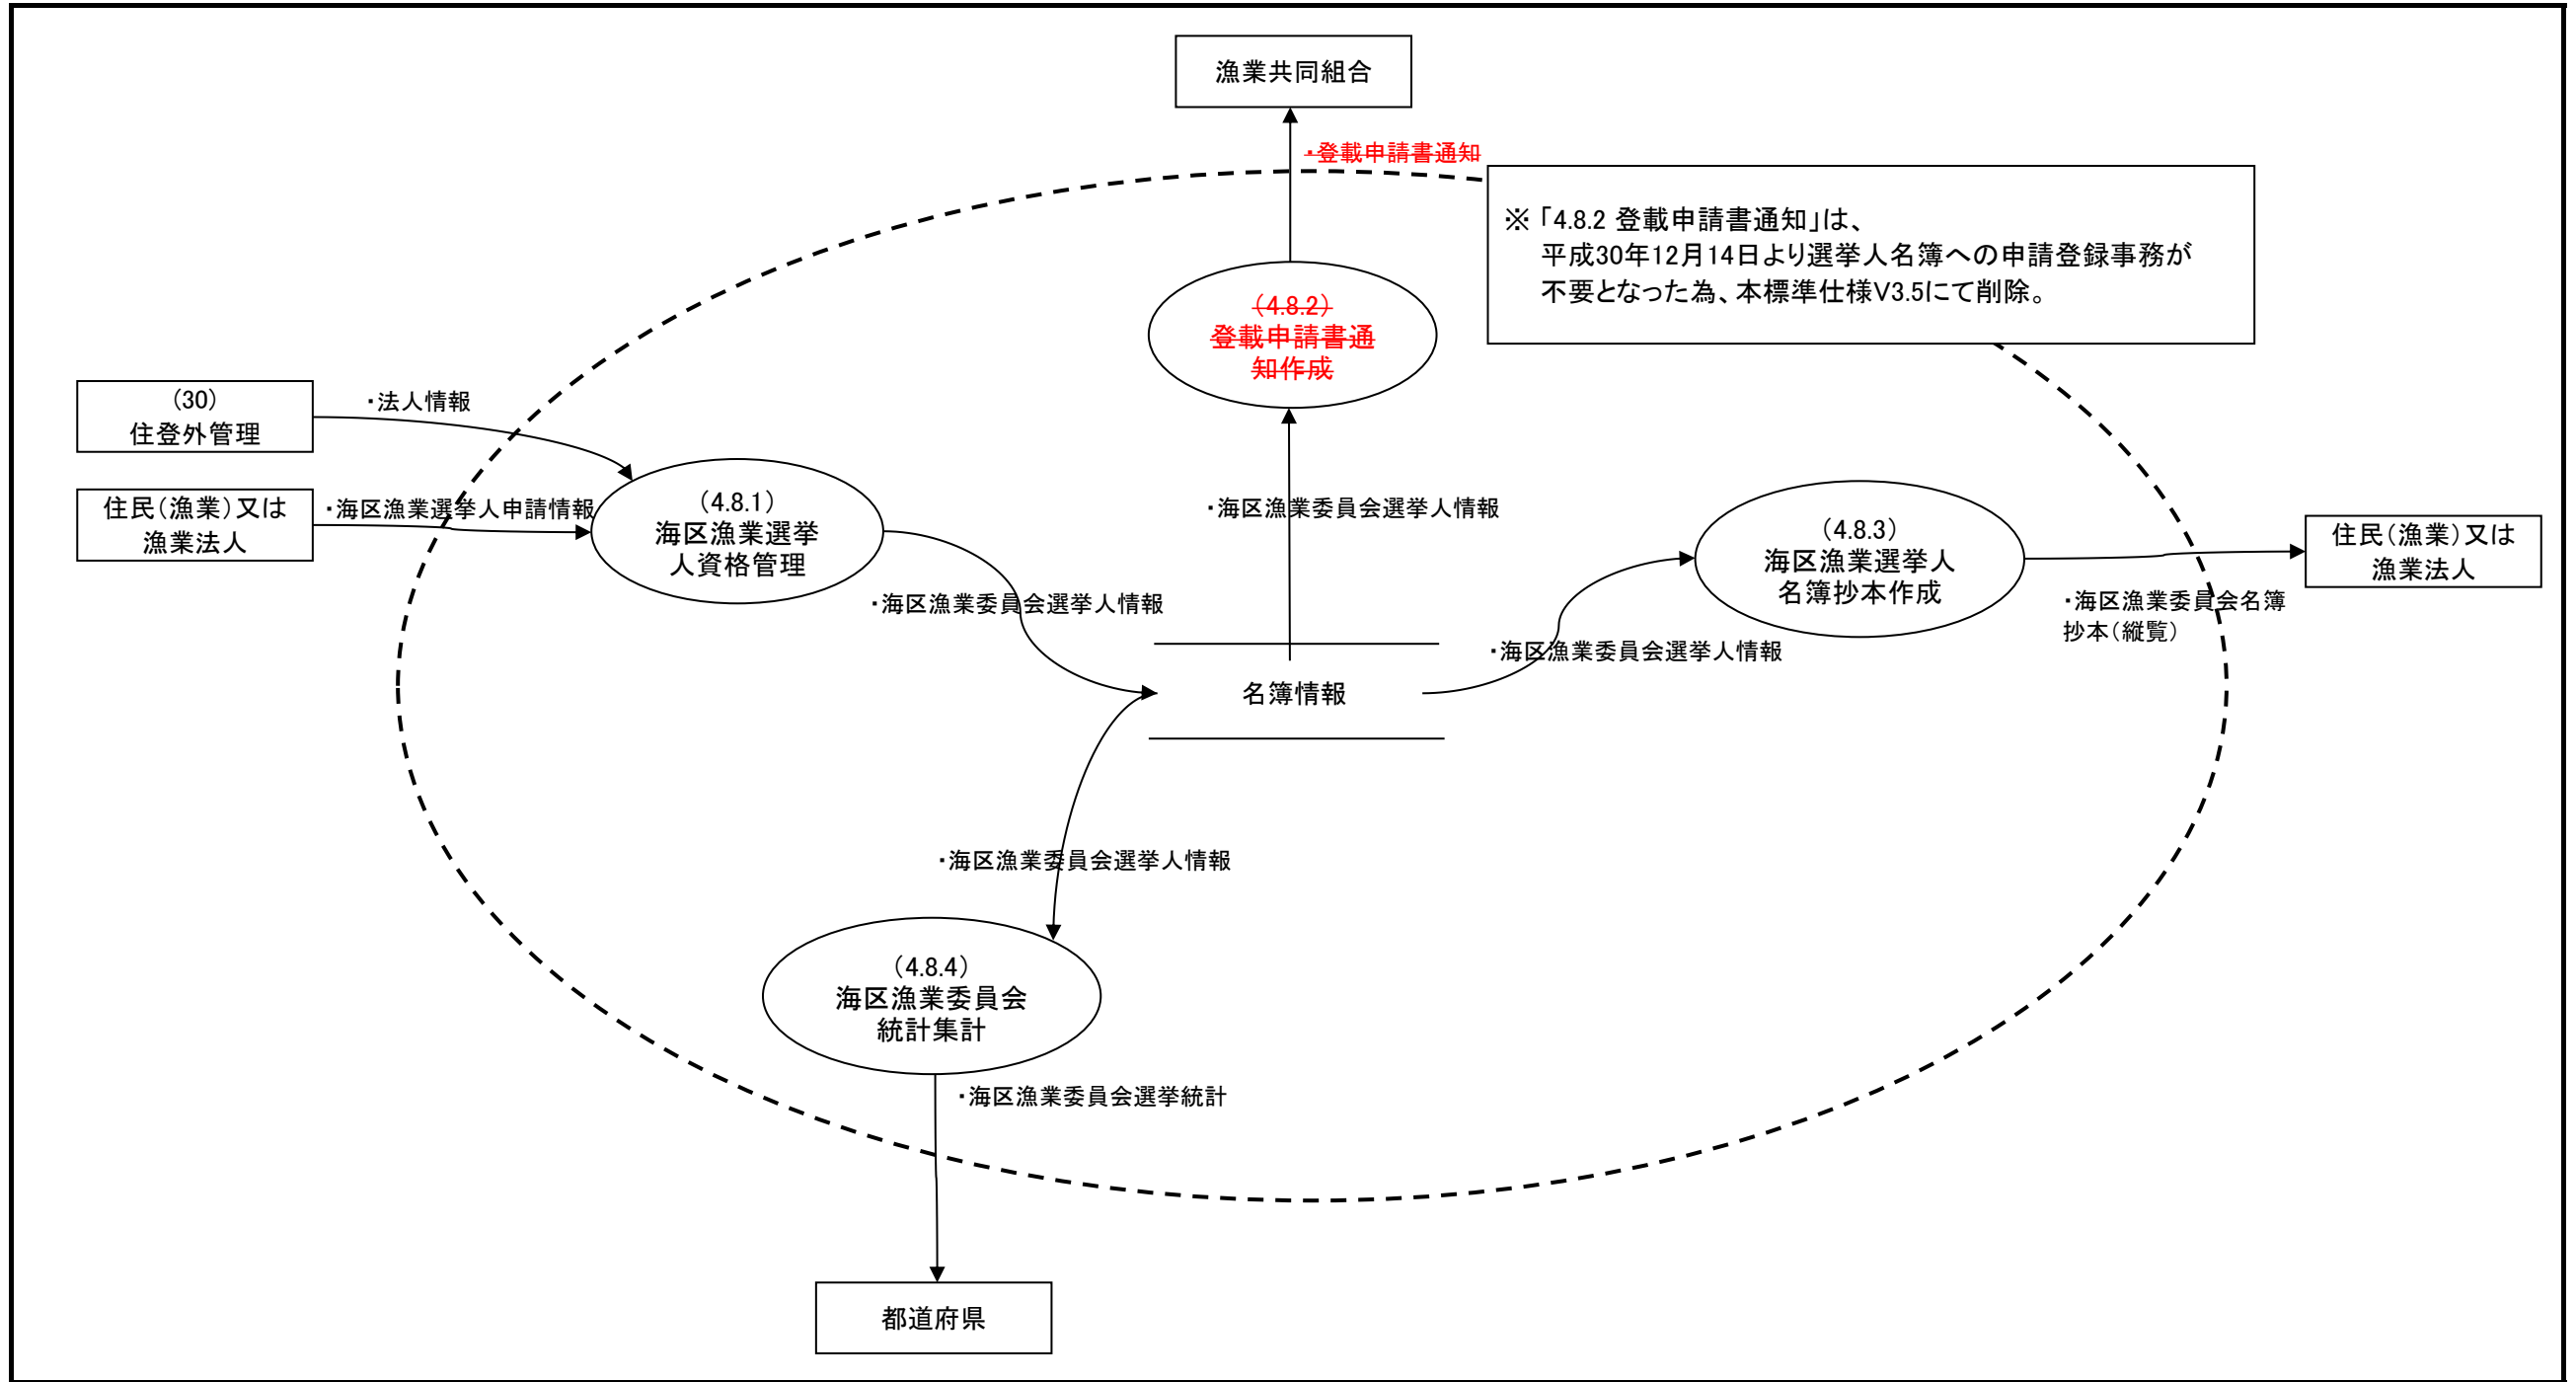 漁業共同組合
・登載申請書通知
※「4.8.2 登載申請書通知」は、
平成30年12月14日より選挙人名簿への申請登録事務が
不要となった為、本標準仕様V3.5にて削除。
（4.8.2）
登載申請書通
知作成
（30）
住登外管理
・法人情報
住民（漁業）又は
漁業法人
・海区漁業選挙人申請情報
（4.8.1）
海区漁業選挙
人資格管理
・海区漁業委員会選挙人情報
・海区漁業委員会選挙人情報
（4.8.3）
海区漁業選挙人
名簿抄本作成
住民（漁業）又は
漁業法人
・海区漁業委員会名簿
抄本（縦覧）
・海区漁業委員会選挙人情報
名簿情報
・海区漁業委員会選挙人情報
（4.8.4）
海区漁業委員会
統計集計
・海区漁業委員会選挙統計
都道府県